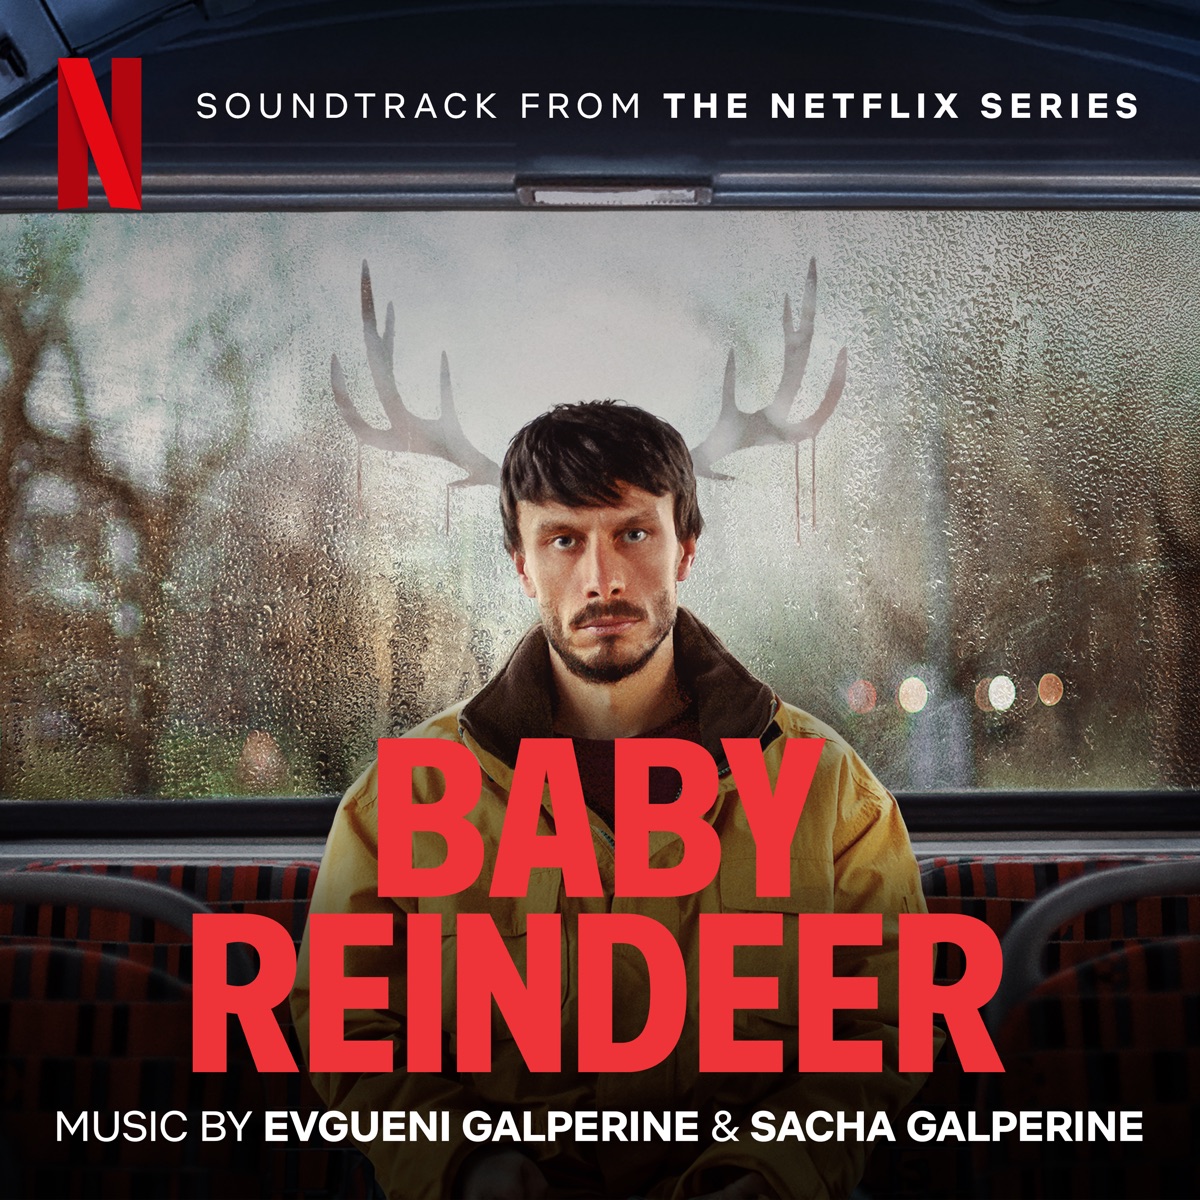 N
SOUNDTRACK FROM THE NETFLIX SERIES
BABY
REINDEER
MUSIC BY EVGUENI GALPERINE & SACHA GALPERINE